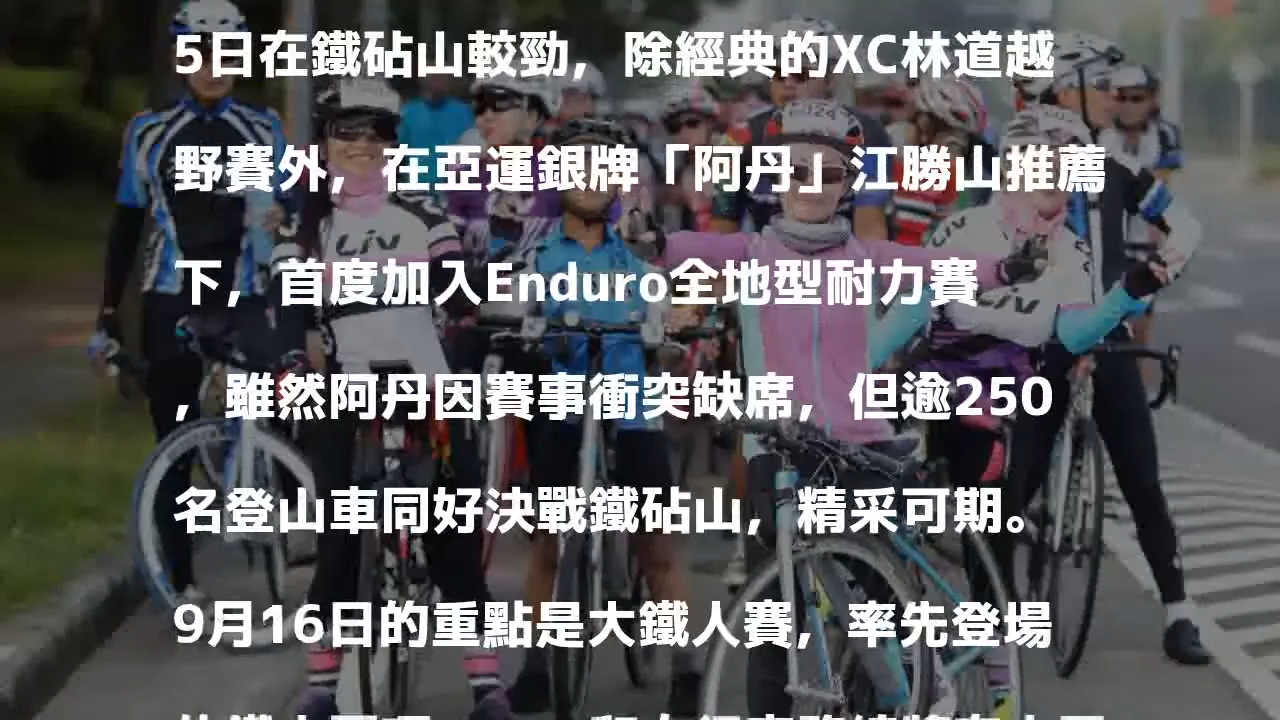 5日在鐵砧山較勁，除經典的XC林道越
野賽外，在亞運銀牌「阿丹」江勝山推薦
下，首度加入Enduro全地型耐力賽
，雖然阿丹因賽事衝突缺席，但逾250
名登山車同好決戰鐵砧山，精采可期。
9月16日的重點是大鐵人賽，率先登場
Liv
Liv
Liv